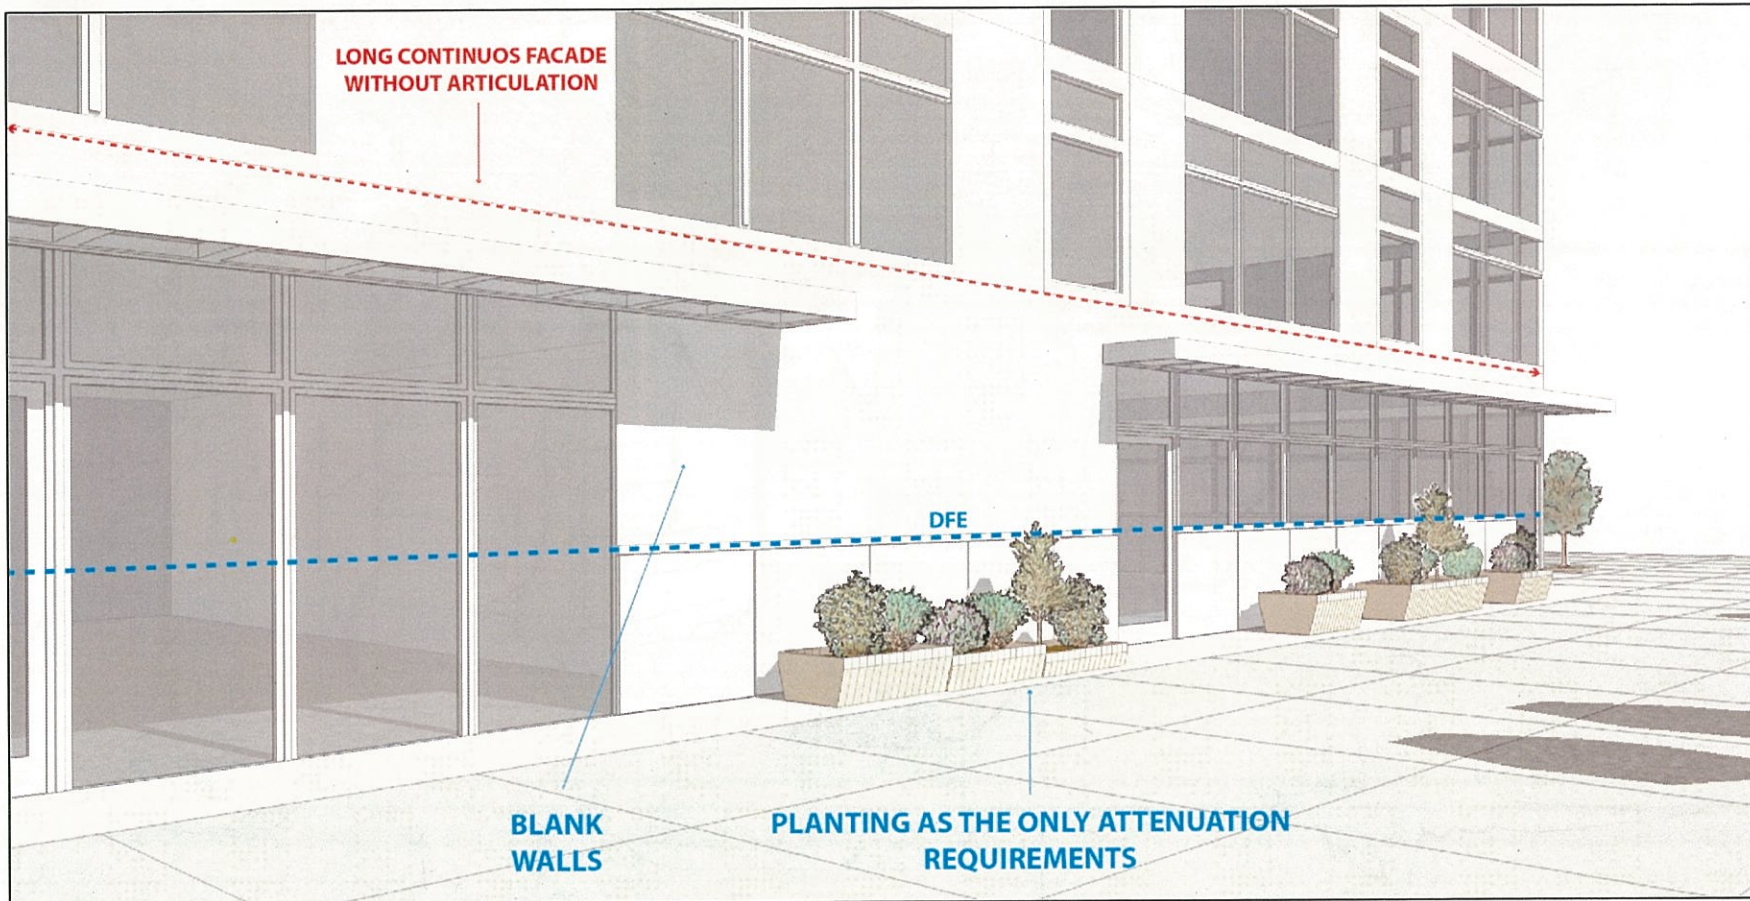 LONG CONTINUOS FACADE
WITHOUT ARTICULATION
DFE
BLANK
WALLS
PLANTING AS THE ONLY ATTENUATION
REQUIREMENTS